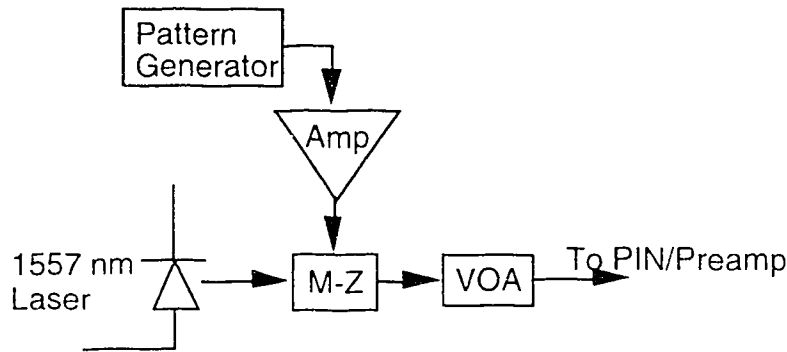 Pattern
Generator
Amp
1557 nm
Laser
M-Z
VOA
To PIN/Preamp